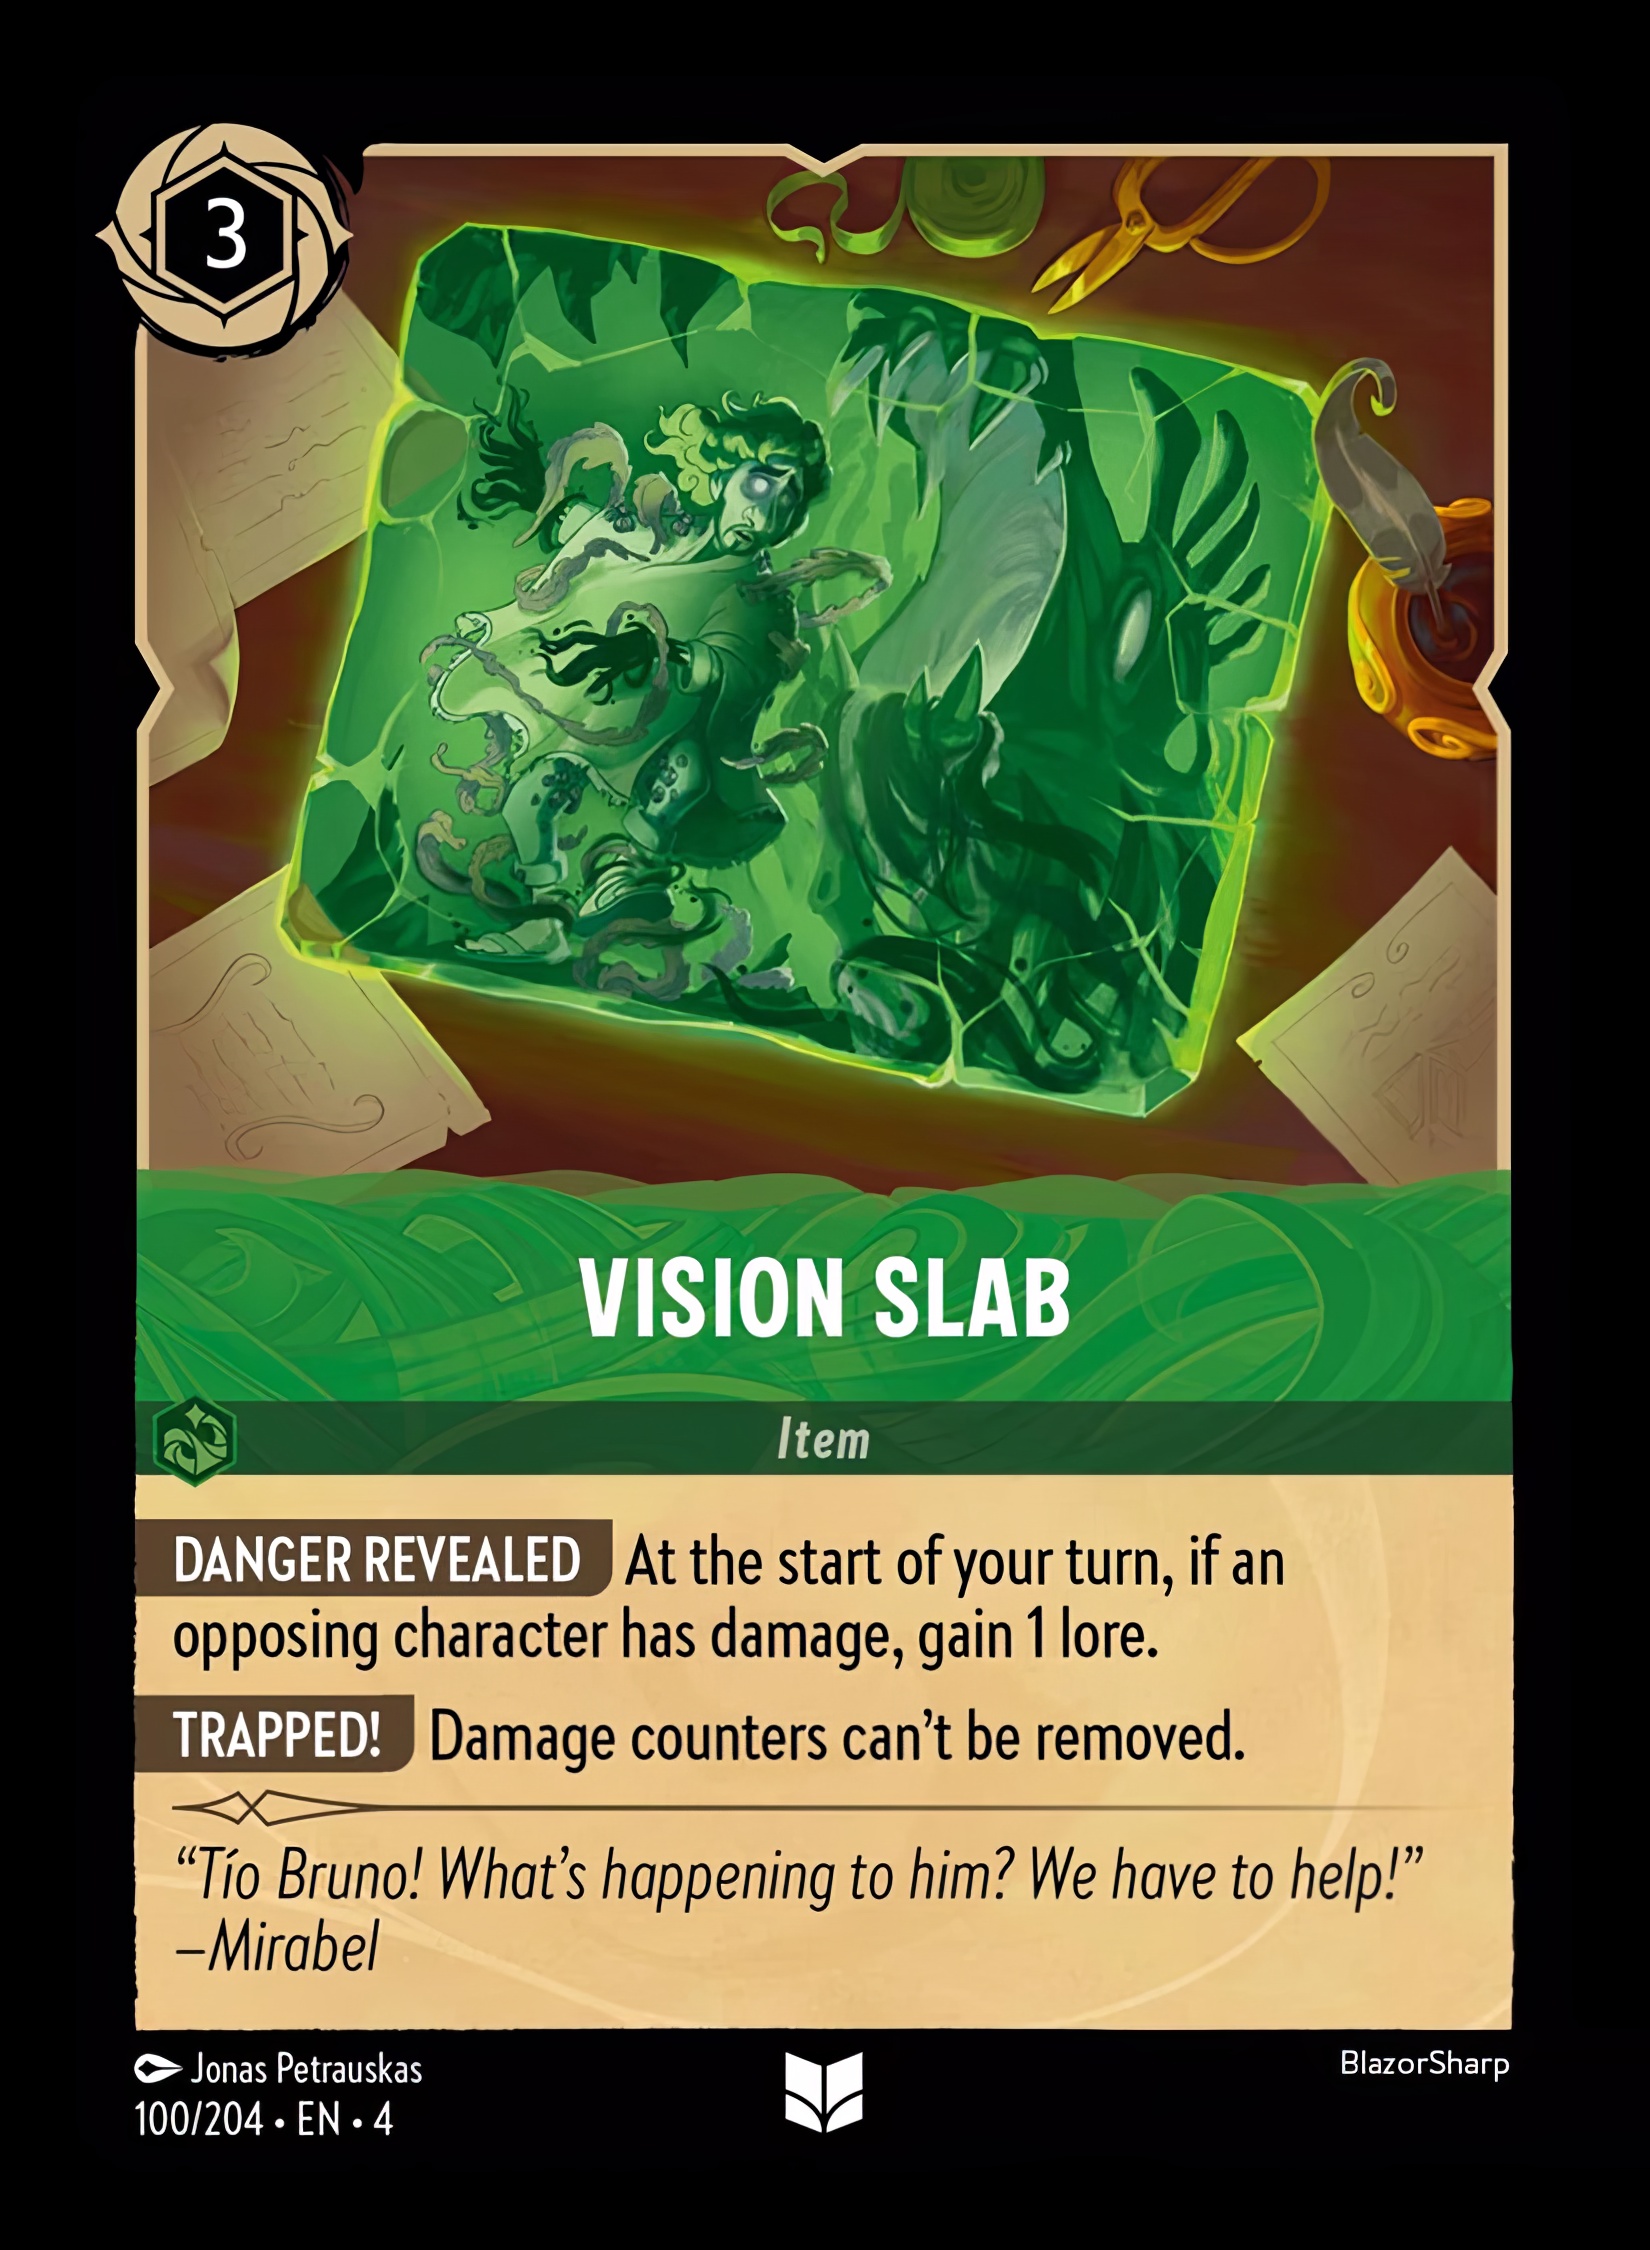 3
VISION SLAB
Item
DANGER REVEALED At the start of your turn, if an
opposing character has damage, gain 1 lore.
TRAPPED! Damage counters can’t be removed.
“Tío Bruno! What’s happening to him? We have to help!”
–Mirabel
Jonas Petrauskas
BlazorSharp
100/204 • EN • 4